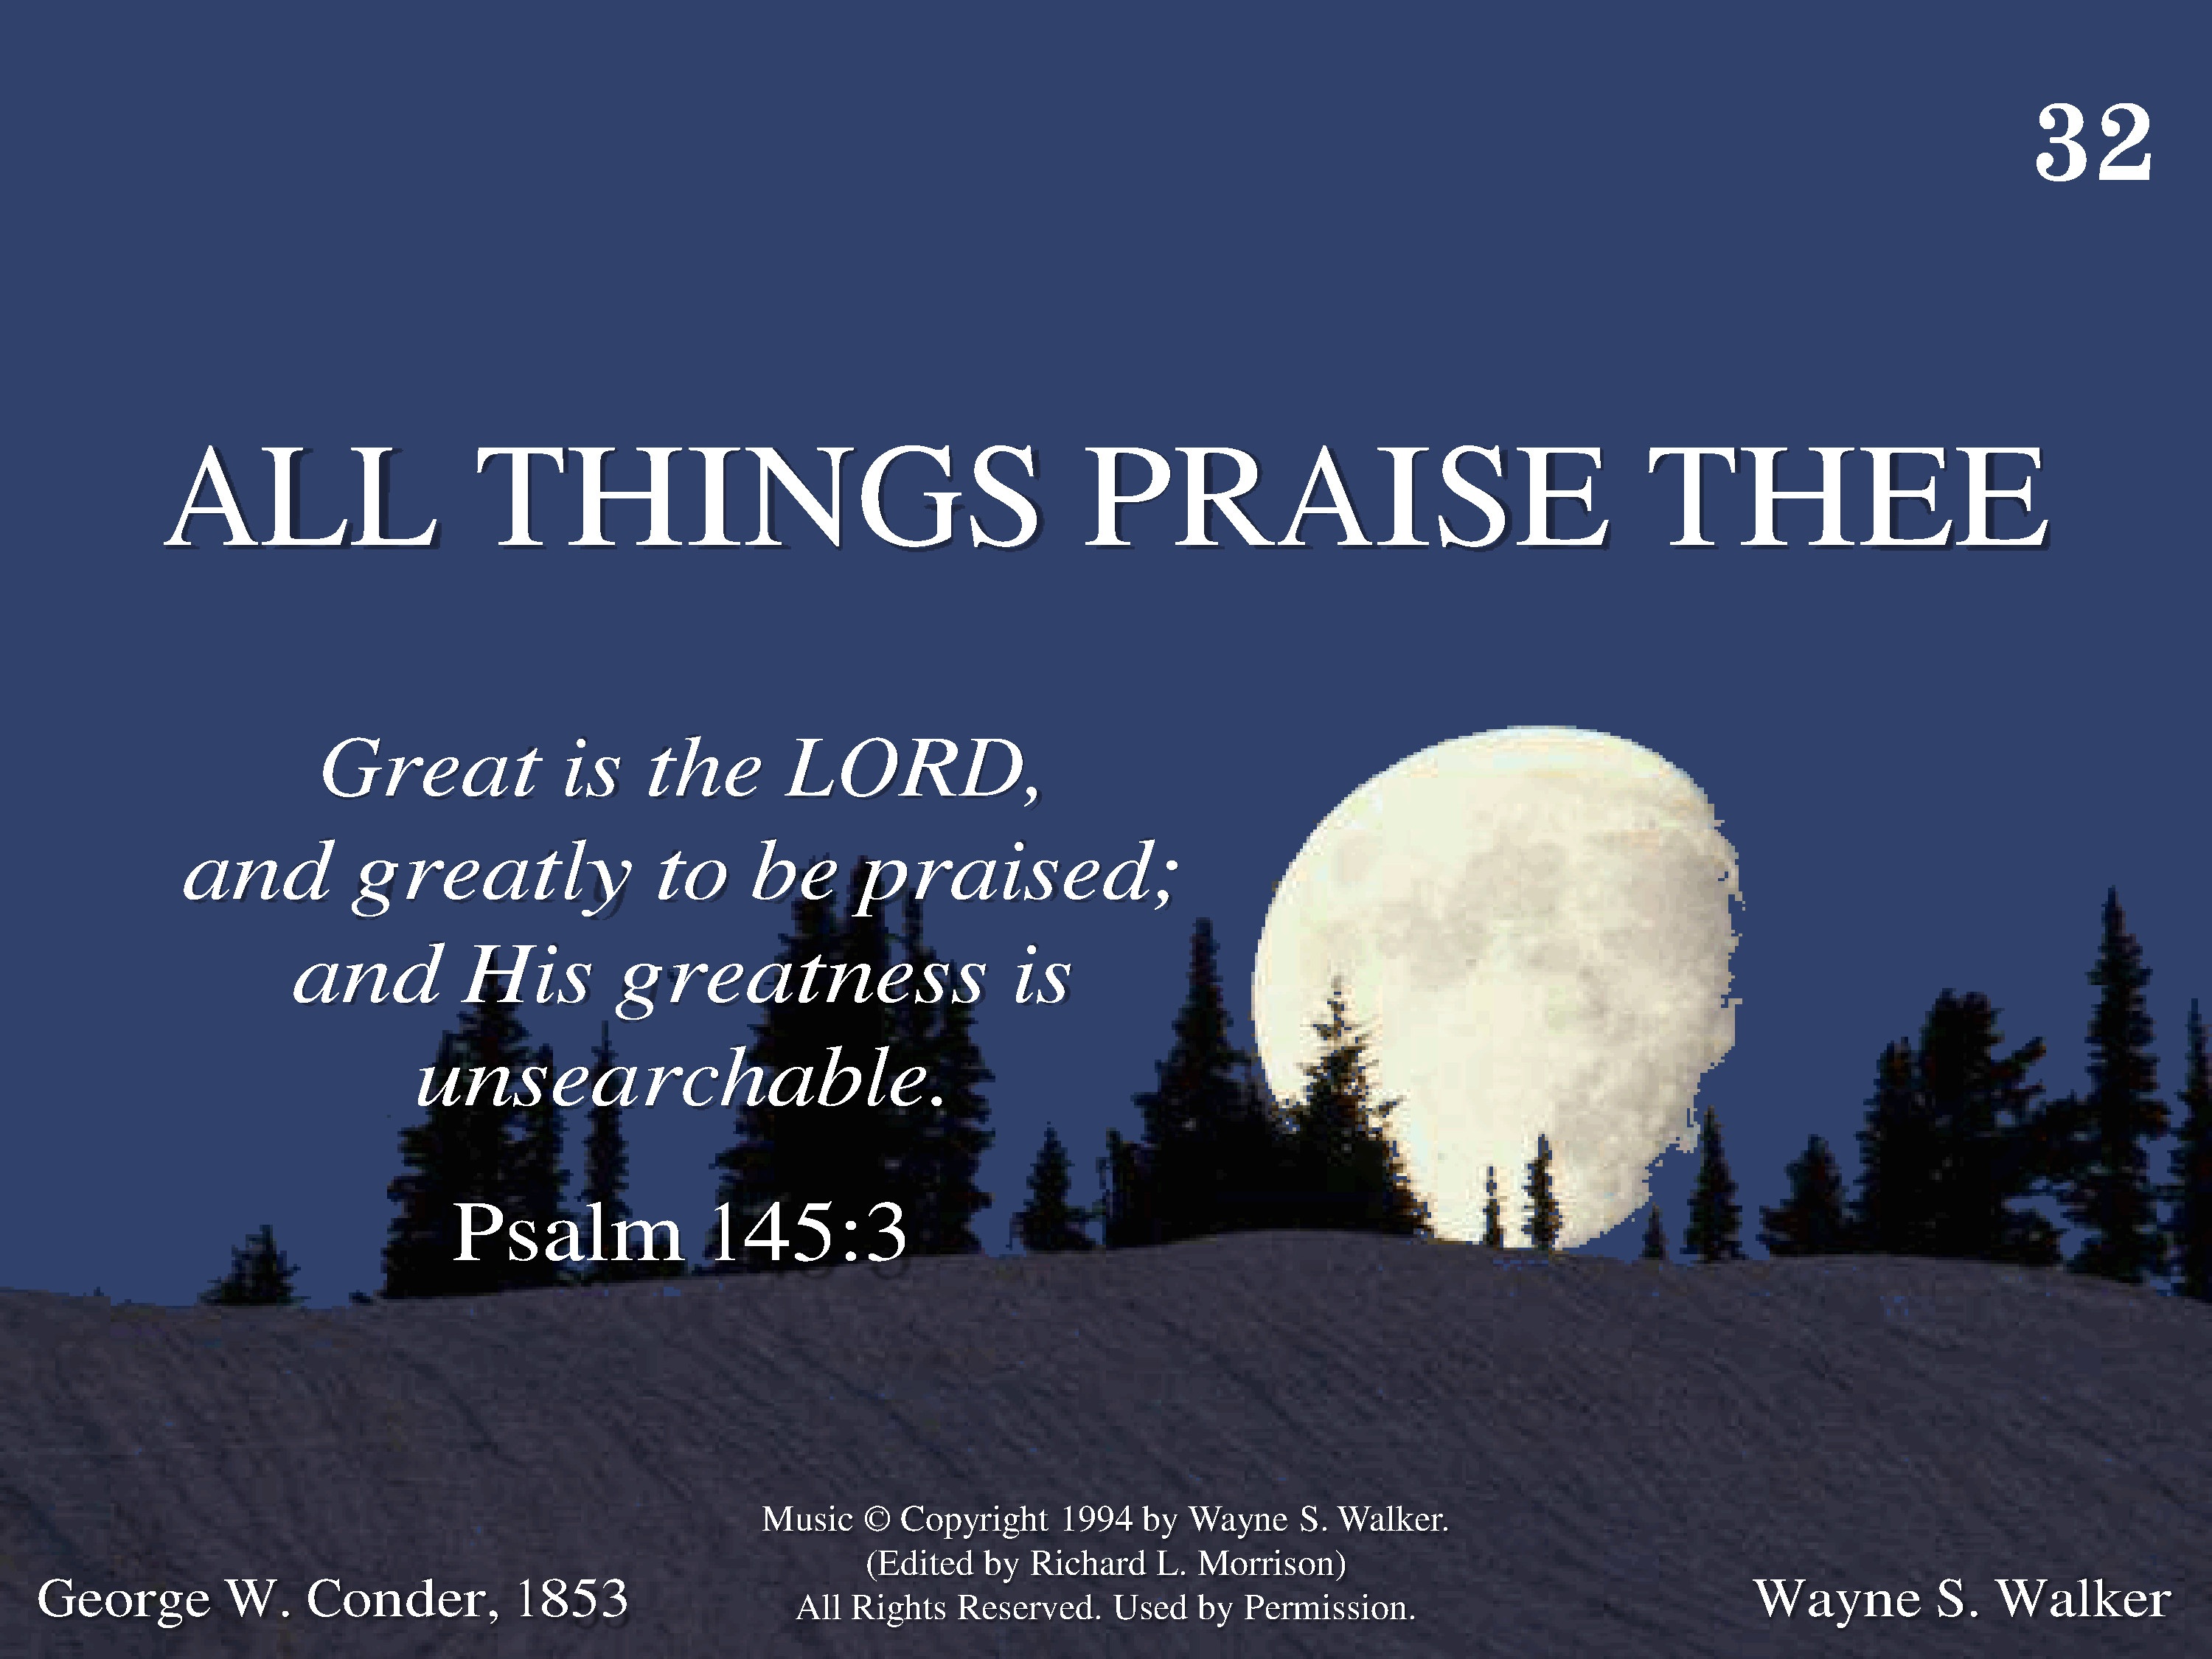 32
ALL THINGS PRAISE THEE
Great is the LORD,
and greatly to be praised;
and His greatness is
unsearchable.
Psalm 145:3
Music © Copyright 1994 by Wayne S. Walker.
(Edited by Richard L. Morrison)
All Rights Reserved. Used by Permission.
George W. Conder, 1853
Wayne S. Walker